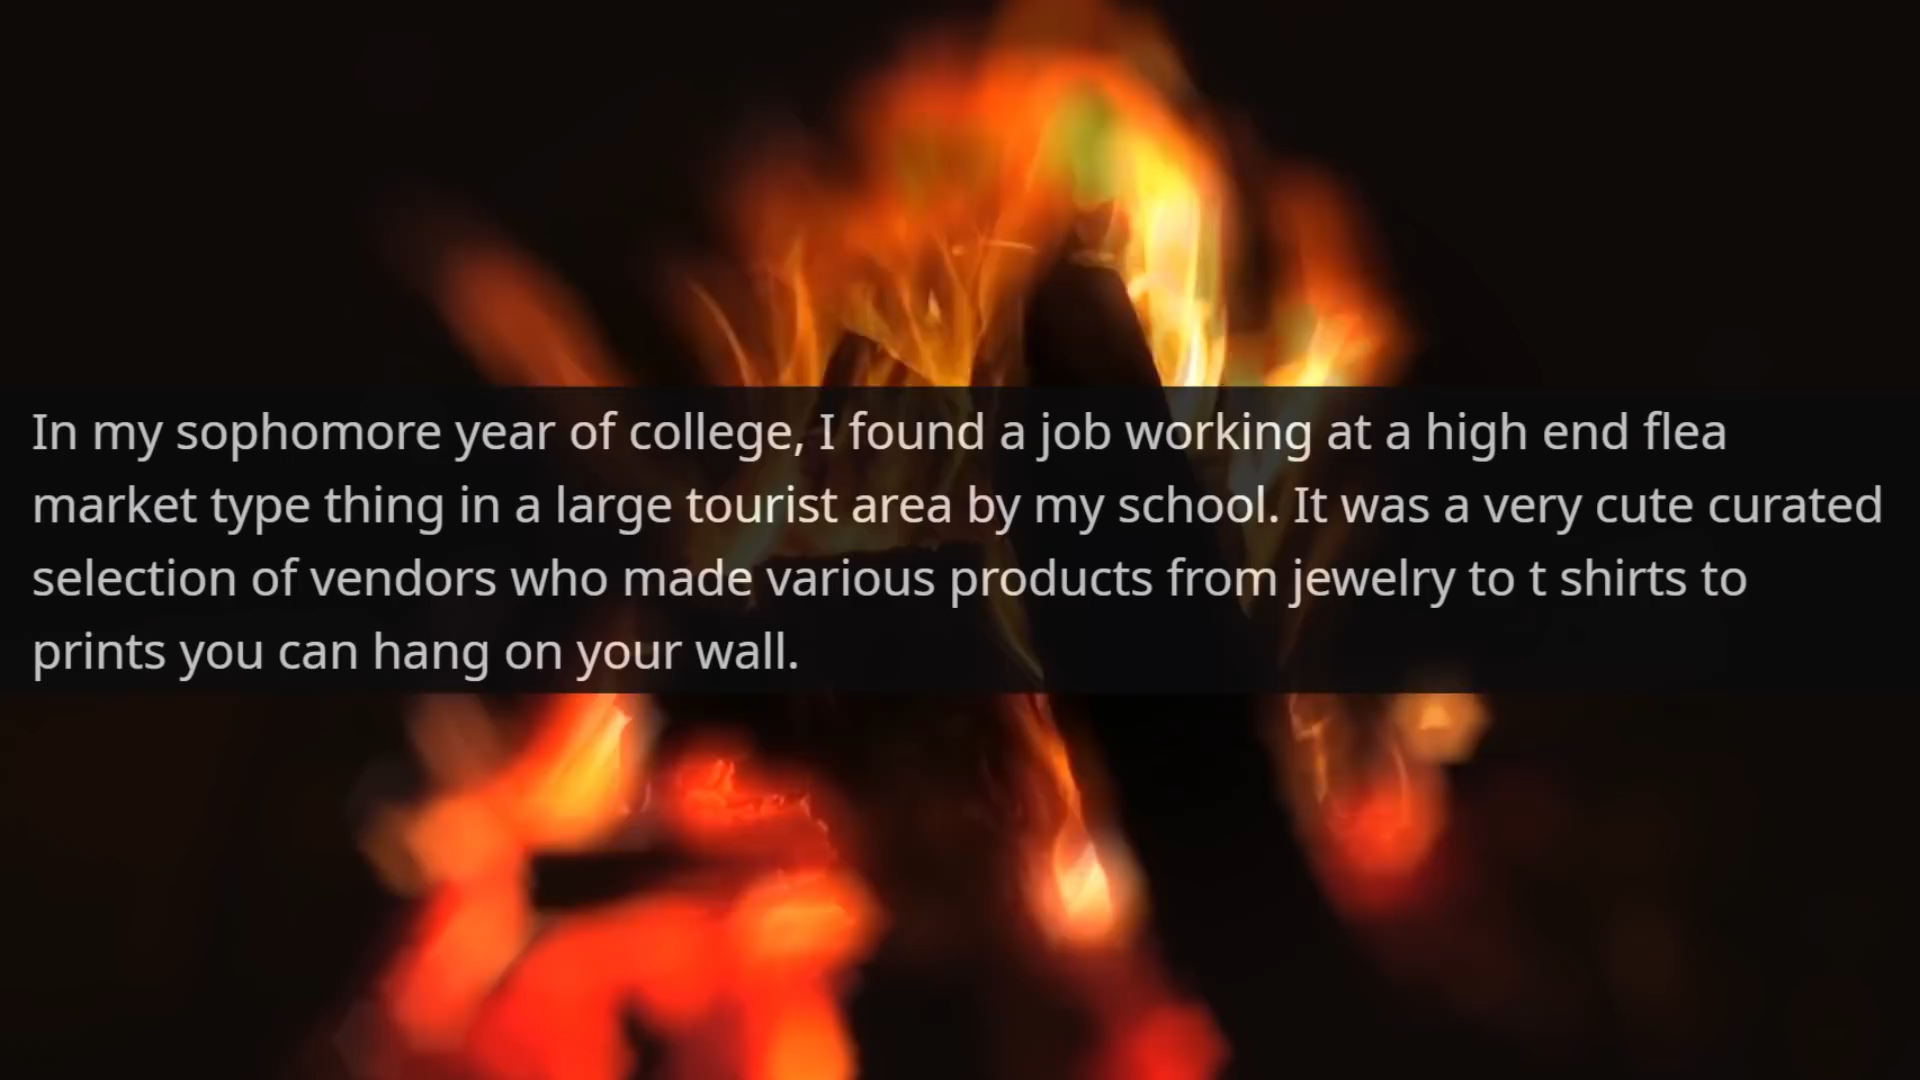 In my sophomore year of college, I found a job working at a high end flea
market type thing in a large tourist area by my school. It was a very cute curated
selection of vendors who made various products from jewelry to t shirts to
prints you can hang on your wall.